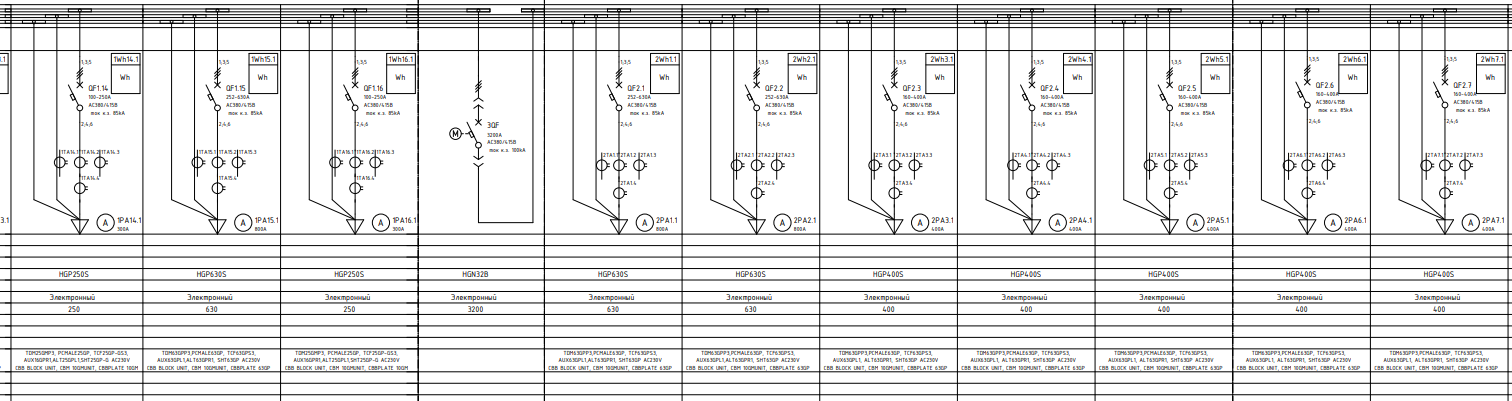 1Wh14.1
1Wh15.1
1Wh16.1
2Wh1.1
2Wh2.1
2Wh3.1
2Wh4.1
2Wh5.1
2Wh6.1
2Wh7.1
Wh
Wh
Wh
Wh
Wh
Wh
Wh
Wh
Wh
Wh
1,3,5
QF1.14
100-250A
AC380/415В
ток к.з. 85kA
2,4,6
1,3,5
QF1.15
252-630A
AC380/415В
ток к.з. 85kA
2,4,6
1,3,5
QF1.16
100-250A
AC380/415В
ток к.з. 85kA
2,4,6
M
3QF
3200A
AC380/415В
ток к.з. 100kA
1,3,5
QF2.1
252-630A
AC380/415В
ток к.з. 85kA
2,4,6
1,3,5
QF2.2
252-630A
AC380/415В
ток к.з. 85kA
2,4,6
1,3,5
QF2.3
160-400A
AC380/415В
ток к.з. 85kA
2,4,6
1,3,5
QF2.4
160-400A
AC380/415В
ток к.з. 85kA
2,4,6
1,3,5
QF2.5
160-400A
AC380/415В
ток к.з. 85kA
2,4,6
1,3,5
QF2.6
160-400A
AC380/415В
ток к.з. 85kA
2,4,6
1,3,5
QF2.7
160-400A
AC380/415В
ток к.з. 85kA
2,4,6
1TA14.1 1TA14.2 1TA14.3
1TA15.1 1TA15.2 1TA15.3
1TA16.1 1TA16.2 1TA16.3
2TA1.1 2TA1.2 2TA1.3
2TA2.1 2TA2.2 2TA2.3
2TA3.1 2TA3.2 2TA3.3
2TA4.1 2TA4.2 2TA4.3
2TA5.1 2TA5.2 2TA5.3
2TA6.1 2TA6.2 2TA6.3
2TA7.1 2TA7.2 2TA7.3
1TA14.4
1TA15.4
1TA16.4
2TA1.4
2TA2.4
2TA3.4
2TA4.4
2TA5.4
2TA6.4
2TA7.4
A 1PA14.1
300A
A 1PA15.1
800A
A 1PA16.1
300A
A 2PA1.1
800A
A 2PA2.1
800A
A 2PA3.1
400A
A 2PA4.1
400A
A 2PA5.1
400A
A 2PA6.1
400A
A 2PA7.1
400A
HGP250S HGP630S HGP250S HGN32B HGP630S HGP630S HGP400S HGP400S HGP400S HGP400S HGP400S
Электронный Электронный Электронный Электронный Электронный Электронный Электронный Электронный Электронный Электронный Электронный
250 630 250 3200 630 630 400 400 400 400 400
TDM250MP3, PCMALE25GP, TCF25GP-GS3,
AUX16GPR1,ALT25GPL1,SHT25GP-G AC230V
CBB BLOCK UNIT, CBM 100MUNIT, CBBPLATE 10GM
TDM63GPP3,PCMALE63GP, TCF63GPS3,
AUX63GPL1,ALT63GPR1, SHT63GP AC230V
CBB BLOCK UNIT, CBM 100MUNIT, CBBPLATE 63GP
TDM250MP3, PCMALE25GP, TCF25GP-GS3,
AUX16GPR1,ALT25GPL1,SHT25GP-G AC230V
CBB BLOCK UNIT, CBM 100MUNIT, CBBPLATE 10GM
TDM63GPP3,PCMALE63GP, TCF63GPS3,
AUX63GPL1,ALT63GPR1, SHT63GP AC230V
CBB BLOCK UNIT, CBM 100MUNIT, CBBPLATE 63GP
TDM63GPP3,PCMALE63GP, TCF63GPS3,
AUX63GPL1,ALT63GPR1, SHT63GP AC230V
CBB BLOCK UNIT, CBM 100MUNIT, CBBPLATE 63GP
TDM63GPP3,PCMALE63GP, TCF63GPS3,
AUX63GPL1,ALT63GPR1, SHT63GP AC230V
CBB BLOCK UNIT, CBM 100MUNIT, CBBPLATE 63GP
TDM63GPP3,PCMALE63GP, TCF63GPS3,
AUX63GPL1,ALT63GPR1, SHT63GP AC230V
CBB BLOCK UNIT, CBM 100MUNIT, CBBPLATE 63GP
TDM63GPP3,PCMALE63GP, TCF63GPS3,
AUX63GPL1,ALT63GPR1, SHT63GP AC230V
CBB BLOCK UNIT, CBM 100MUNIT, CBBPLATE 63GP
TDM63GPP3,PCMALE63GP, TCF63GPS3,
AUX63GPL1,ALT63GPR1, SHT63GP AC230V
CBB BLOCK UNIT, CBM 100MUNIT, CBBPLATE 63GP
TDM63GPP3,PCMALE63GP, TCF63GPS3,
AUX63GPL1,ALT63GPR1, SHT63GP AC230V
CBB BLOCK UNIT, CBM 100MUNIT, CBBPLATE 63GP